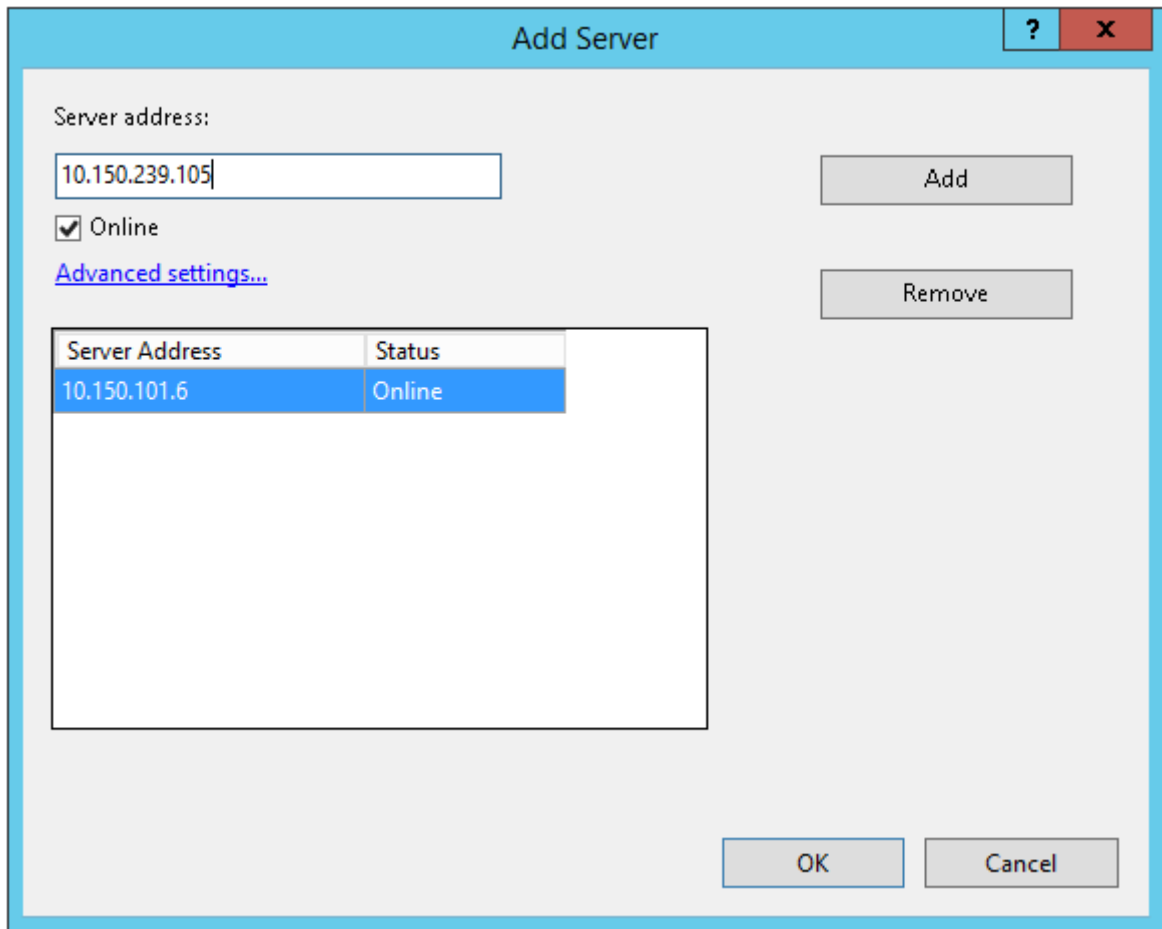 Add Server
?
x
Server address:
10.150.239.105
Add
Online
Advanced settings...
Remove
Server Address Status
10.150.101.6 Online
OK Cancel